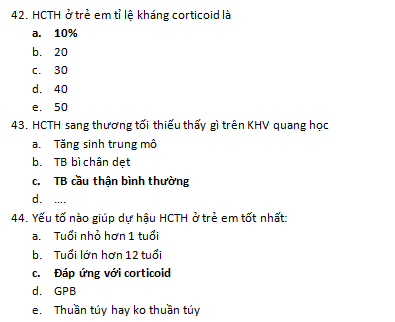 42. HCTH ở trẻ em tỉ lệ kháng corticoid là
a. 10%
b. 20
c. 30
d. 40
e. 50
43. HCTH sang thương tối thiếu thấy gì trên KHV quang học
a. Tăng sinh trung mô
b. TB bì chân dẹt
c. TB cầu thận bình thường
d. ....
44. Yếu tố nào giúp dự hậu HCTH ở trẻ em tốt nhất:
a. Tuổi nhỏ hơn 1 tuổi
b. Tuổi lớn hơn 12 tuổi
c. Đáp ứng với corticoid
d. GPB
e. Thuần túy hay ko thuần túy